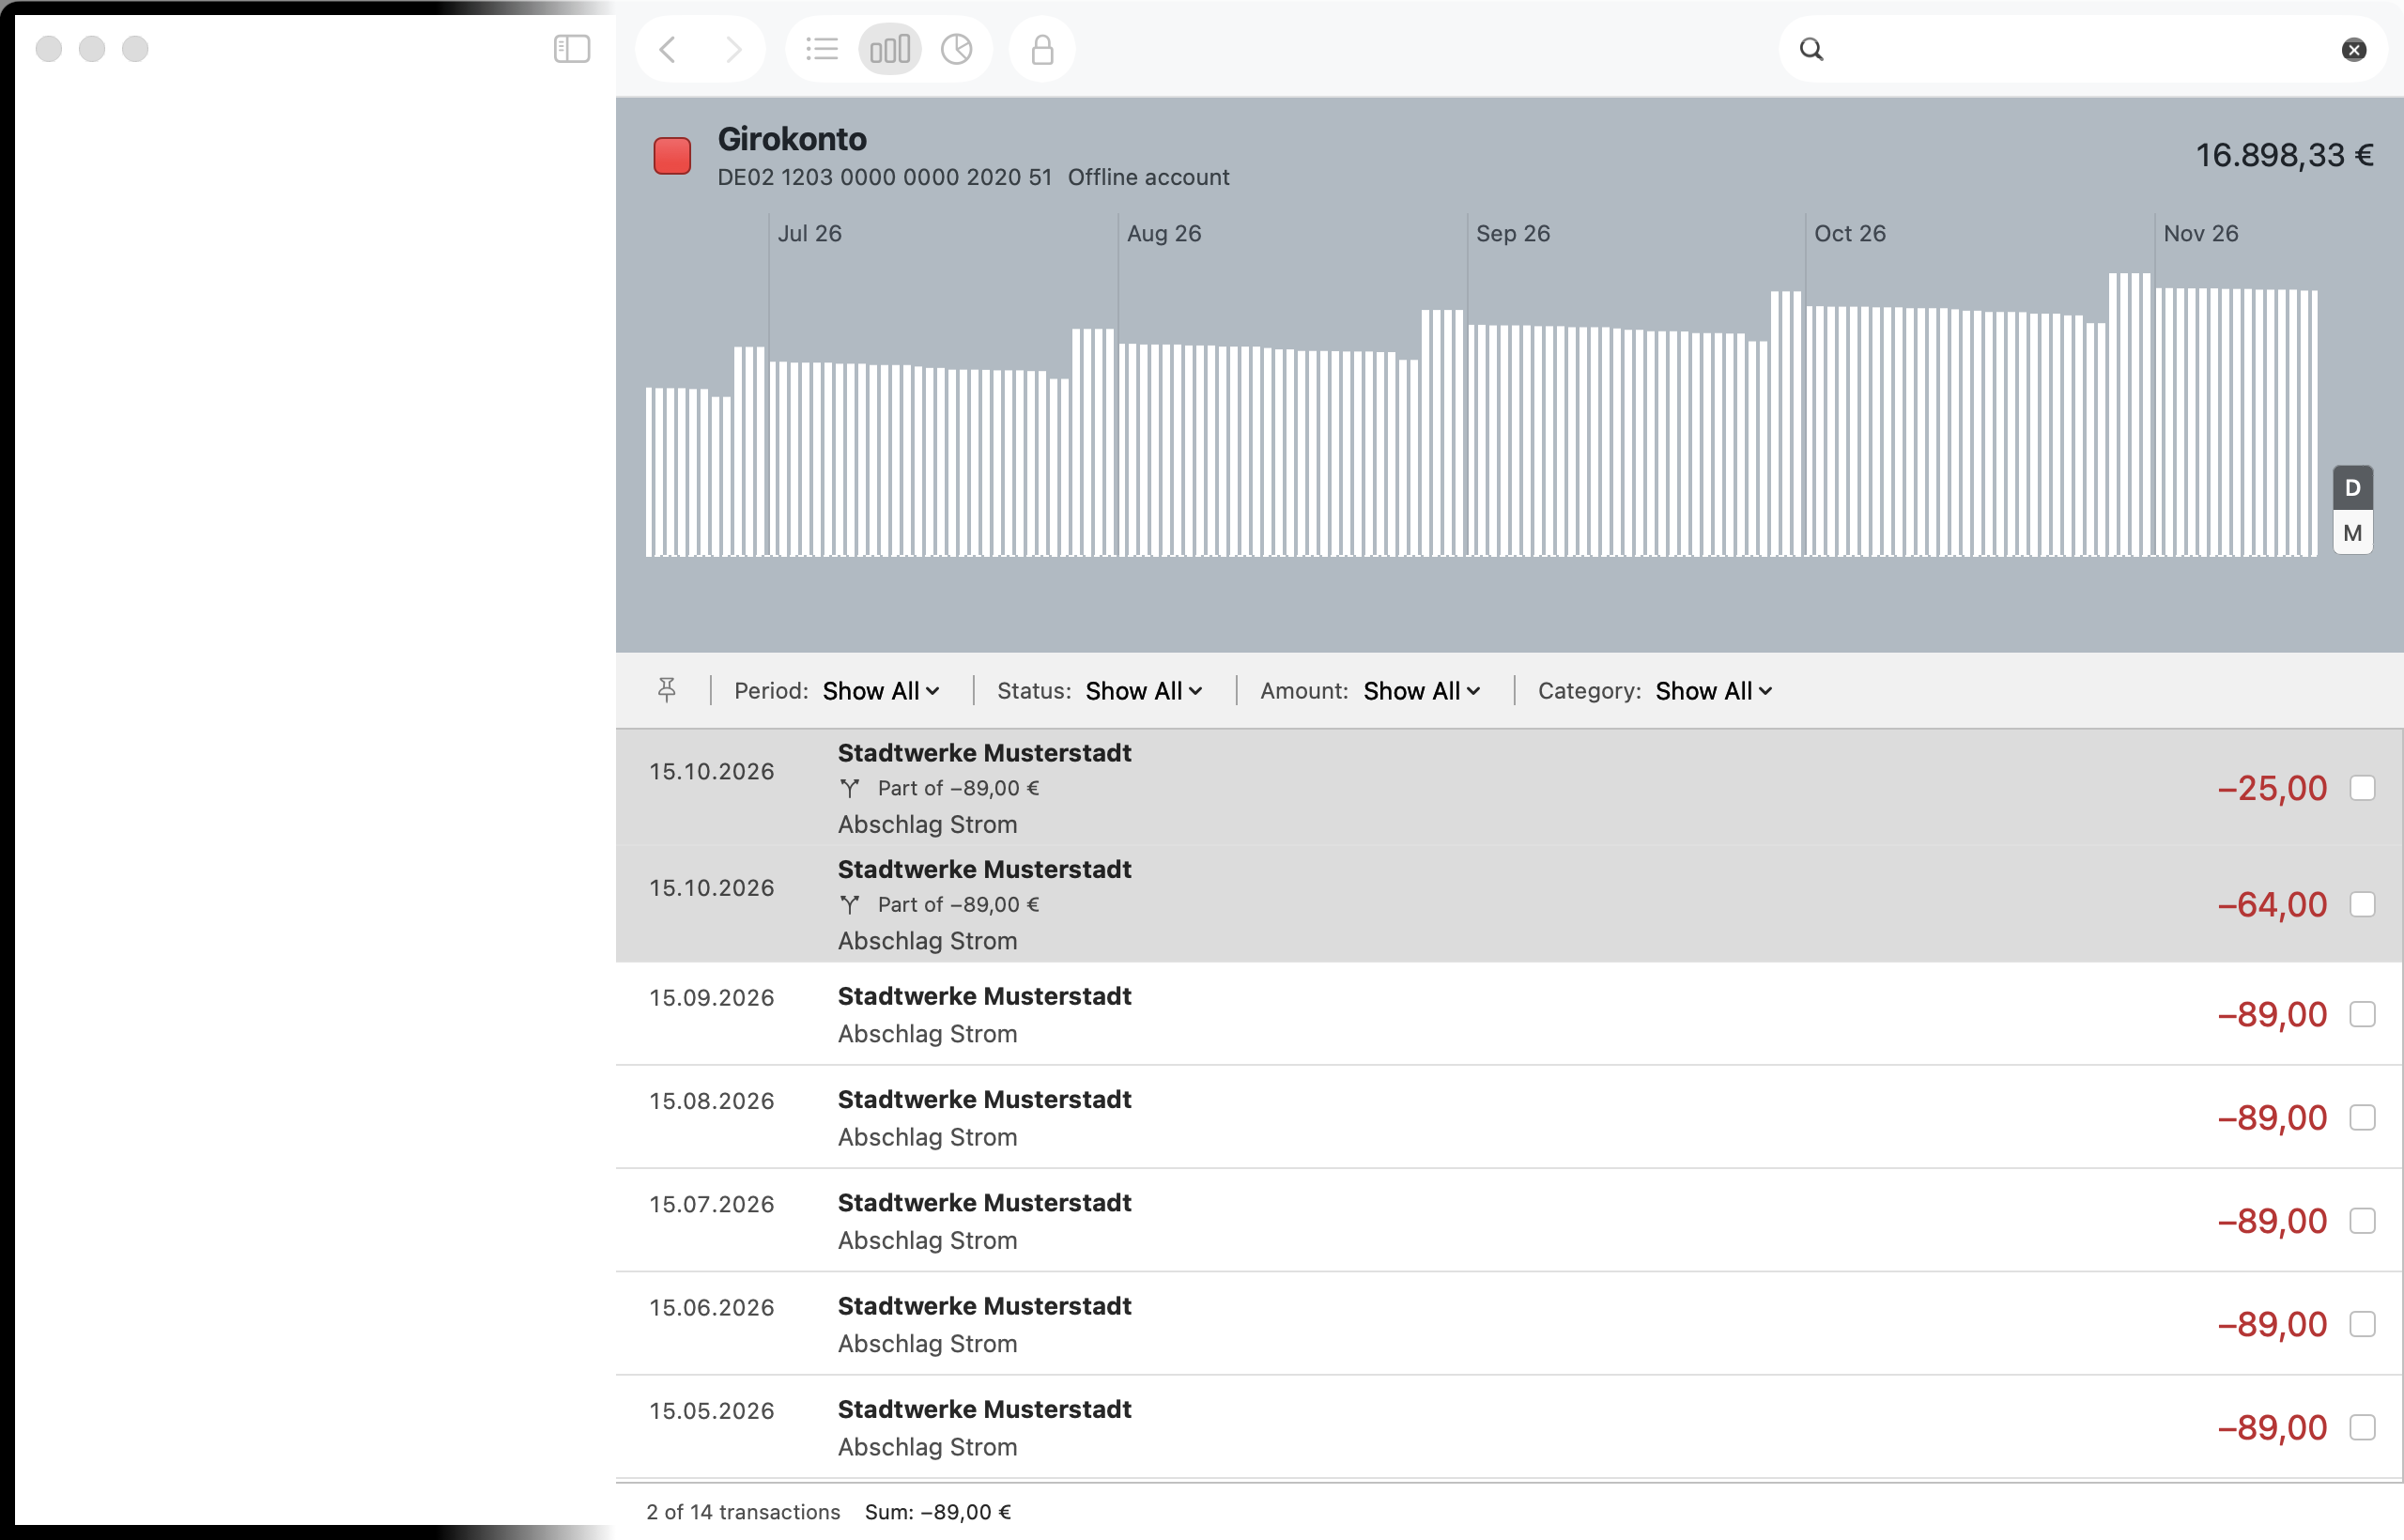 Girokonto
DE02 1203 0000 0000 2020 51 Offline account
16.898,33 €
Jul 26
Aug 26
Sep 26
Oct 26
Nov 26
D
M
Period: Show All
Status: Show All
Amount: Show All
Category: Show All
15.10.2026
Stadtwerke Musterstadt
Part of –89,00 €
Abschlag Strom
–25,00
15.10.2026
Stadtwerke Musterstadt
Part of –89,00 €
Abschlag Strom
–64,00
15.09.2026
Stadtwerke Musterstadt
Abschlag Strom
–89,00
15.08.2026
Stadtwerke Musterstadt
Abschlag Strom
–89,00
15.07.2026
Stadtwerke Musterstadt
Abschlag Strom
–89,00
15.06.2026
Stadtwerke Musterstadt
Abschlag Strom
–89,00
15.05.2026
Stadtwerke Musterstadt
Abschlag Strom
–89,00
2 of 14 transactions Sum: –89,00 €